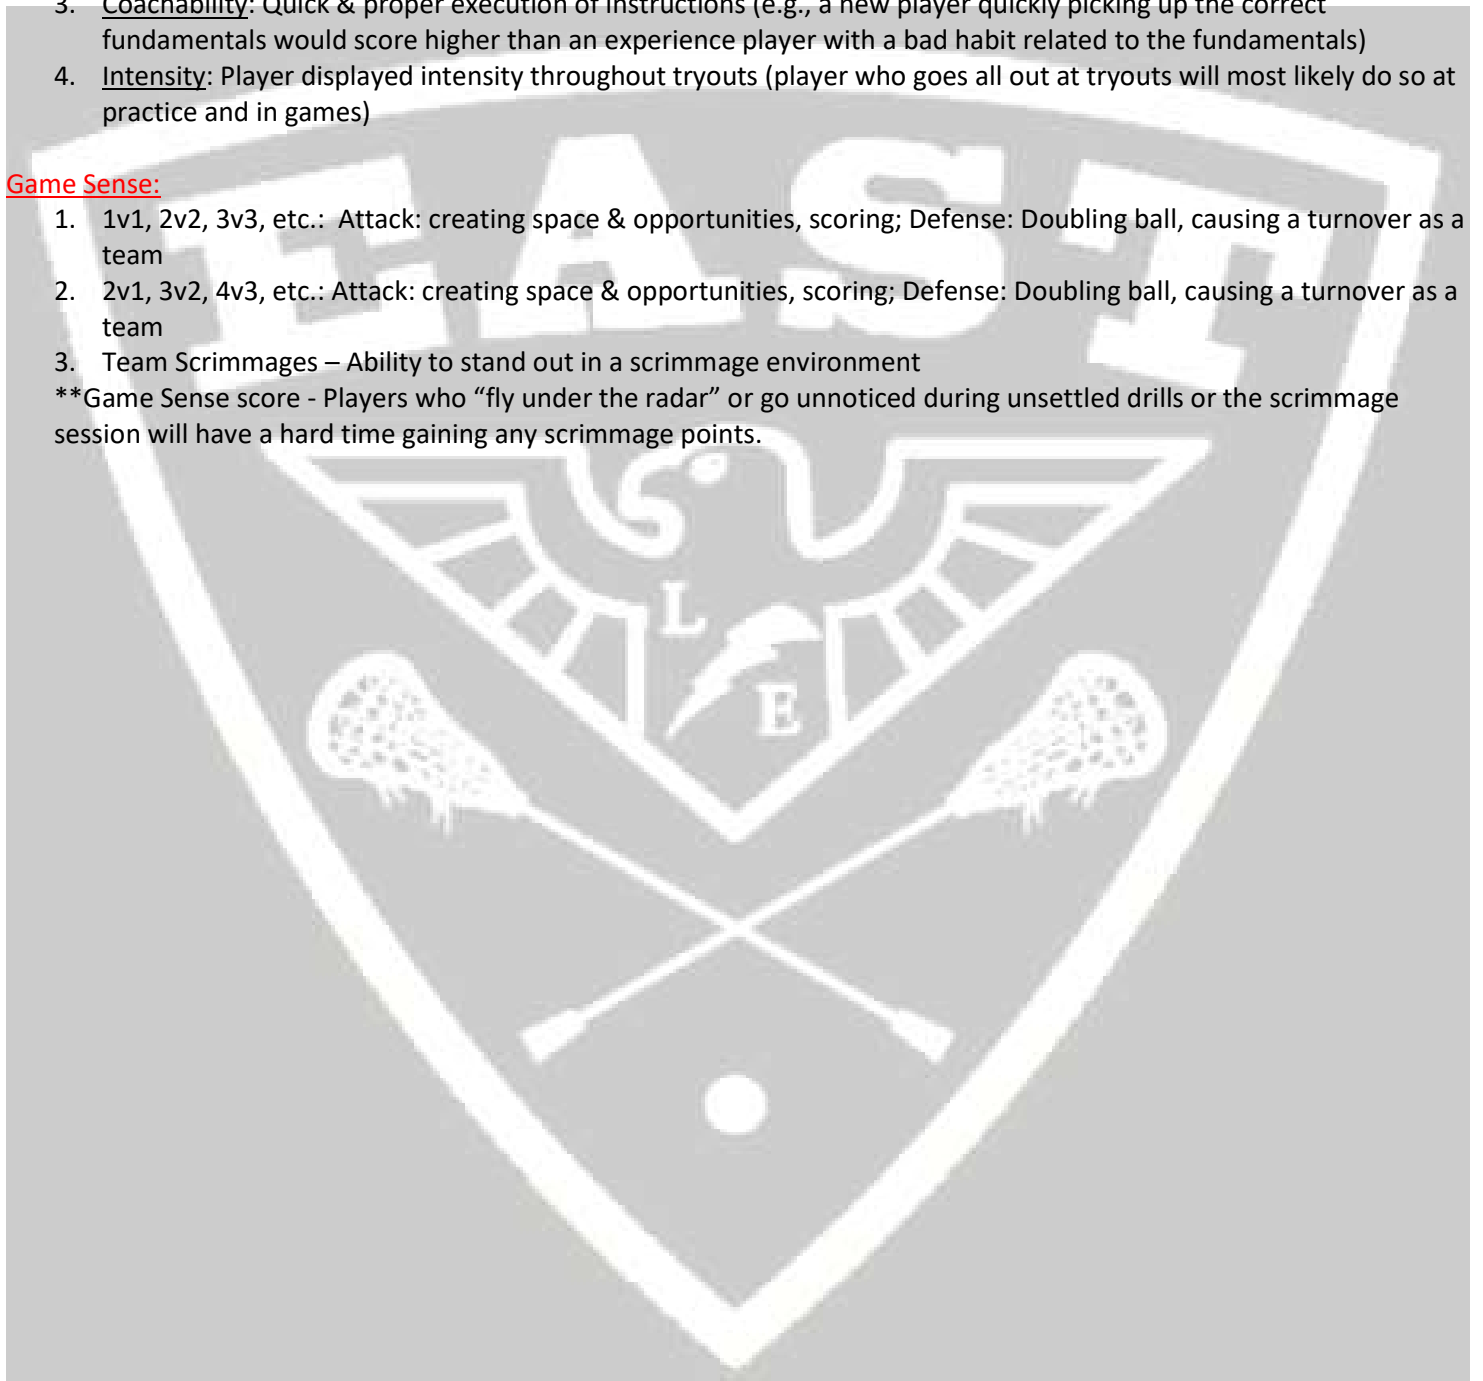 3. Coachability: Quick & proper execution of instructions (e.g., a new player quickly picking up the correct
fundamentals would score higher than an experience player with a bad habit related to the fundamentals)
4. Intensity: Player displayed intensity throughout tryouts (player who goes all out at tryouts will most likely do so at
practice and in games)
Game Sense:
1. 1v1, 2v2, 3v3, etc.: Attack: creating space & opportunities, scoring; Defense: Doubling ball, causing a turnover as a
team
2. 2v1, 3v2, 4v3, etc.: Attack: creating space & opportunities, scoring; Defense: Doubling ball, causing a turnover as a
team
3. Team Scrimmages – Ability to stand out in a scrimmage environment
**Game Sense score - Players who “fly under the radar” or go unnoticed during unsettled drills or the scrimmage
session will have a hard time gaining any scrimmage points.
EAST
L
E